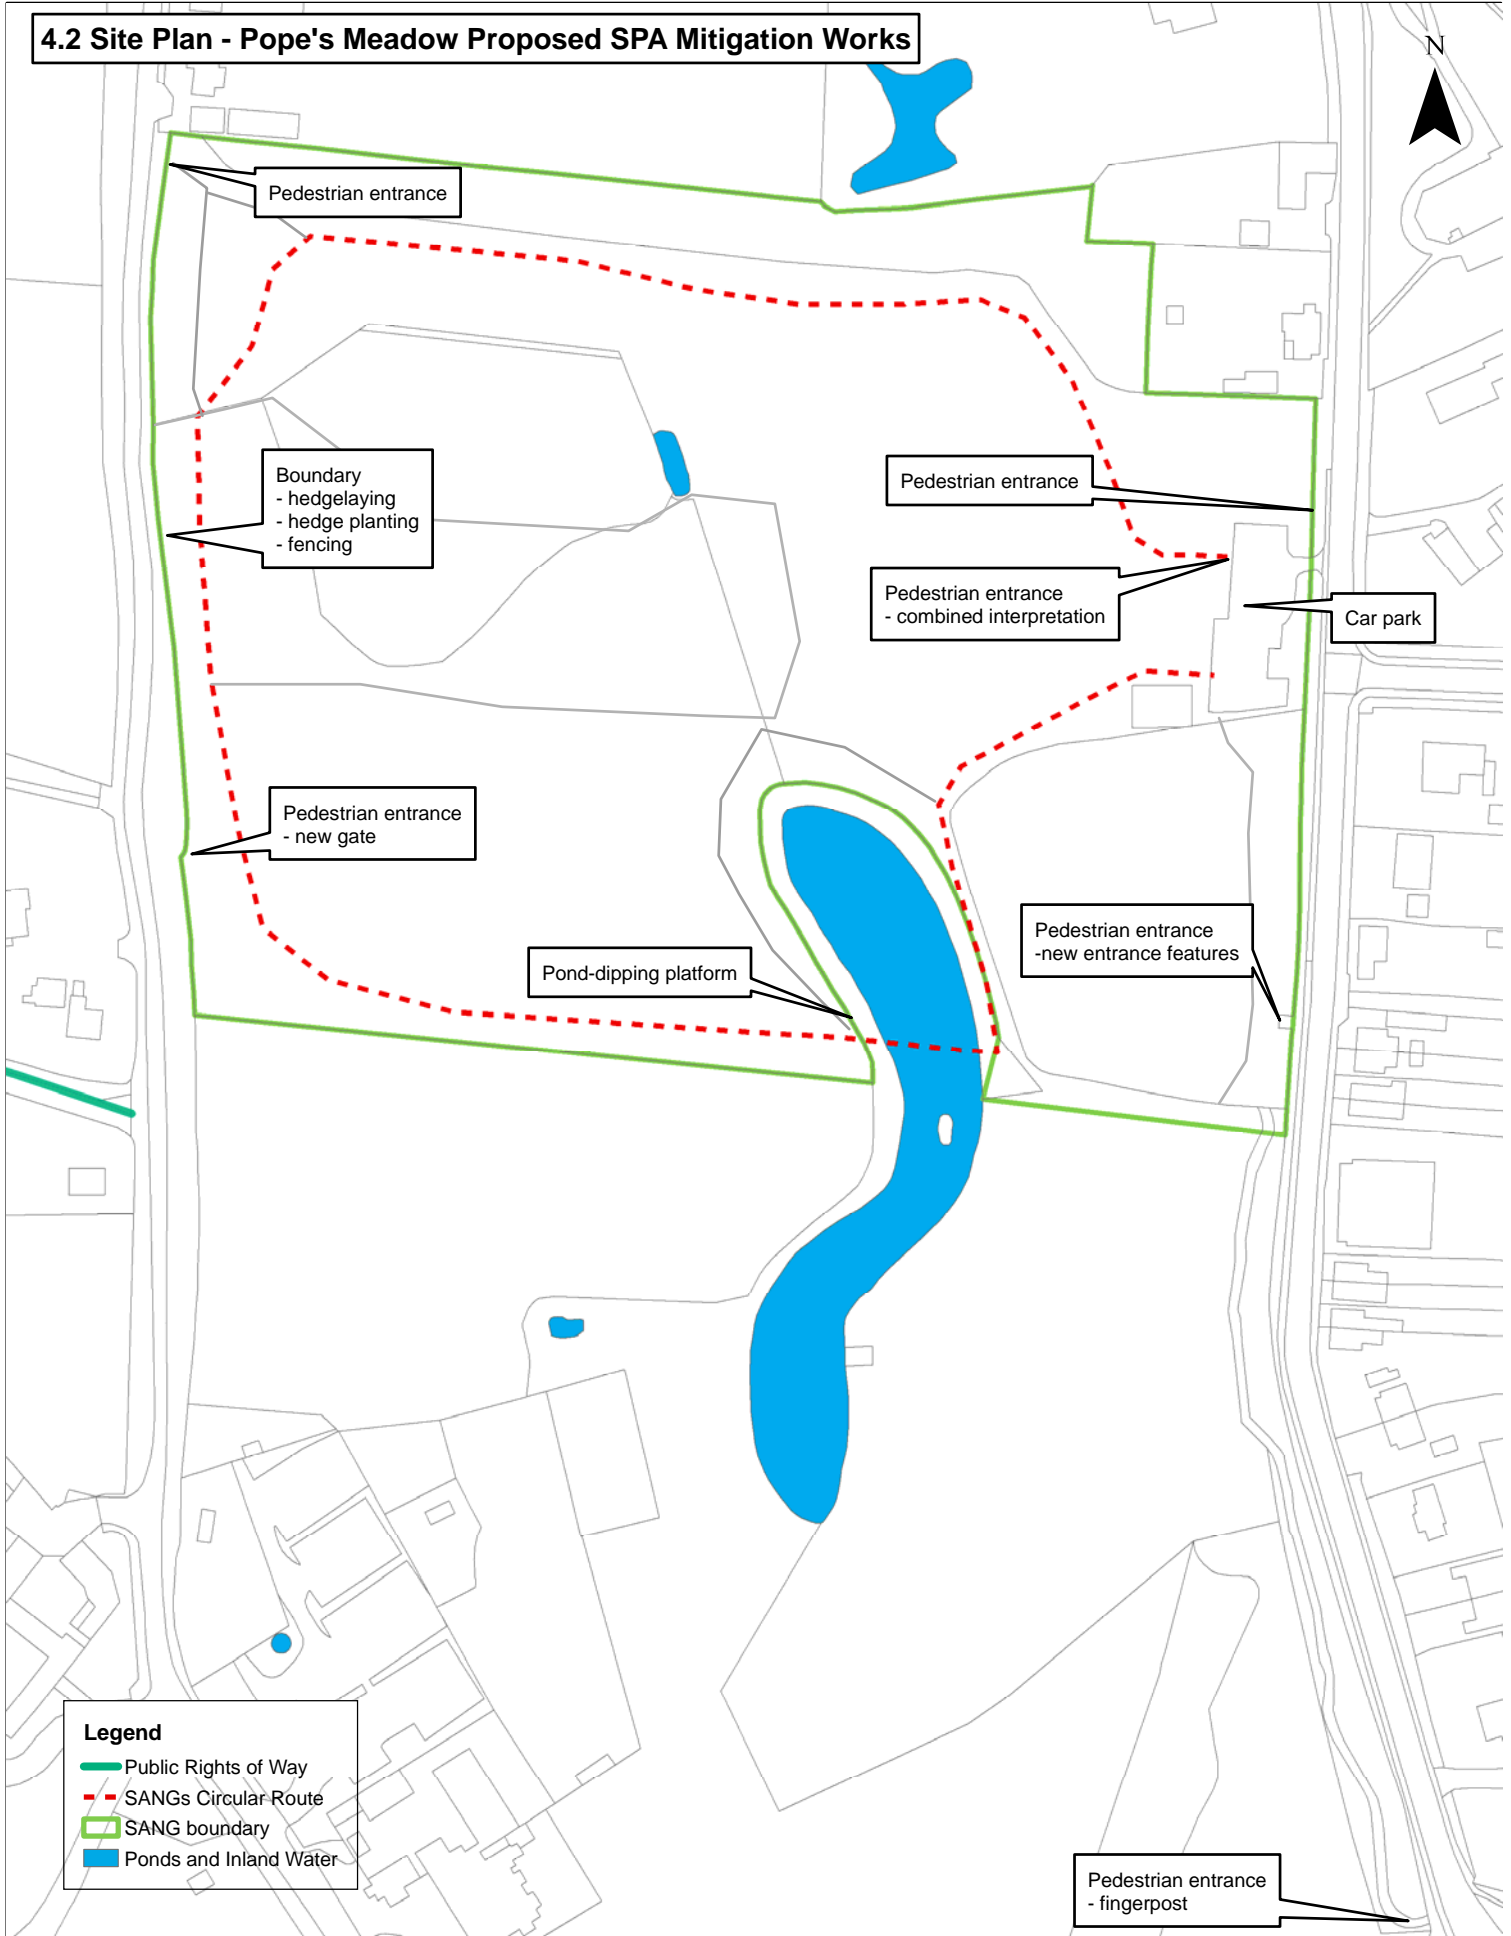 4.2 Site Plan - Pope's Meadow Proposed SPA Mitigation Works
N
Pedestrian entrance
Boundary
- hedgelaying
- hedge planting
- fencing
Pedestrian entrance
Pedestrian entrance
- combined interpretation
Car park
Pedestrian entrance
- new gate
Pond-dipping platform
Pedestrian entrance
-new entrance features
Legend
Public Rights of Way
SANGs Circular Route
SANG boundary
Ponds and Inland Water
Pedestrian entrance
- fingerpost